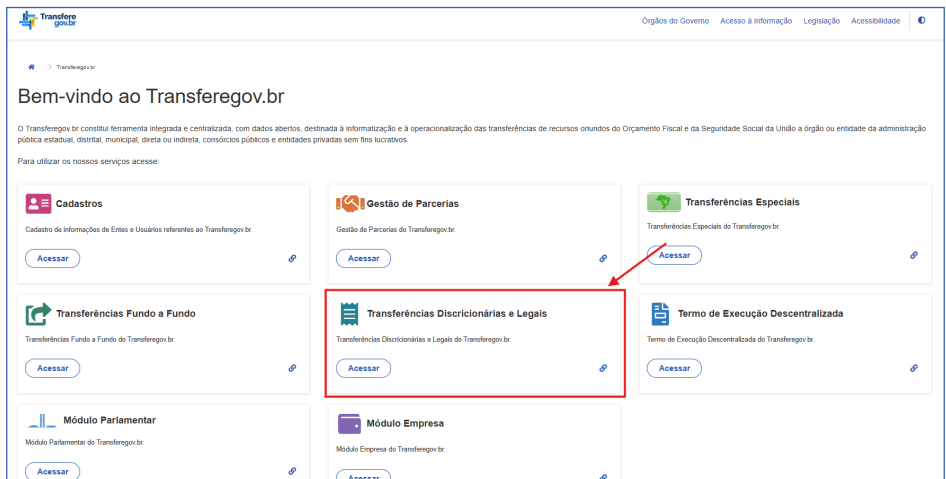 Transfere
gov.br
Órgãos do Governo Acesso à Informação Legislação Acessibilidade
Transferegov.br
Bem-vindo ao Transferegov.br
O Transferegov.br constitui ferramenta integrada e centralizada, com dados abertos, destinada à informatização e à operacionalização das transferências de recursos oriundos do Orçamento Fiscal e da Seguridade Social da União a órgão ou entidade da administração
pública estadual, distrital, municipal, direta ou indireta, consórcios públicos e entidades privadas sem fins lucrativos.
Para utilizar os nossos serviços acesse:
Cadastros
Cadastro de informações de Entes e Usuários referentes ao Transferegov.br.
Acessar
Gestão de Parcerias
Gestão de Parcerias do Transferegov.br.
Acessar
Transferências Especiais
Transferências Especiais do Transferegov.br.
Acessar
Transferências Fundo a Fundo
Transferências Fundo a Fundo do Transferegov.br.
Acessar
Transferências Discricionárias e Legais
Transferências Discricionárias e Legais do Transferegov.br.
Acessar
Termo de Execução Descentralizada
Termo de Execução Descentralizada do Transferegov.br.
Acessar
Módulo Parlamentar
Módulo Parlamentar do Transferegov.br.
Acessar
Módulo Empresa
Módulo Empresa do Transferegov.br.
Acessar